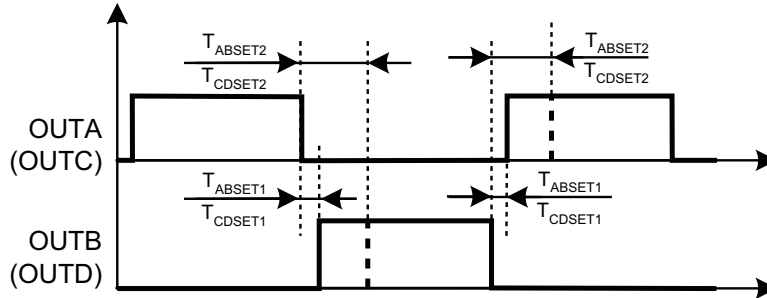 TABSET2
TCDSET2
TABSET2
TCDSET2
OUTA
(OUTC)
TABSET1
TCDSET1
TABSET1
TCDSET1
OUTB
(OUTD)